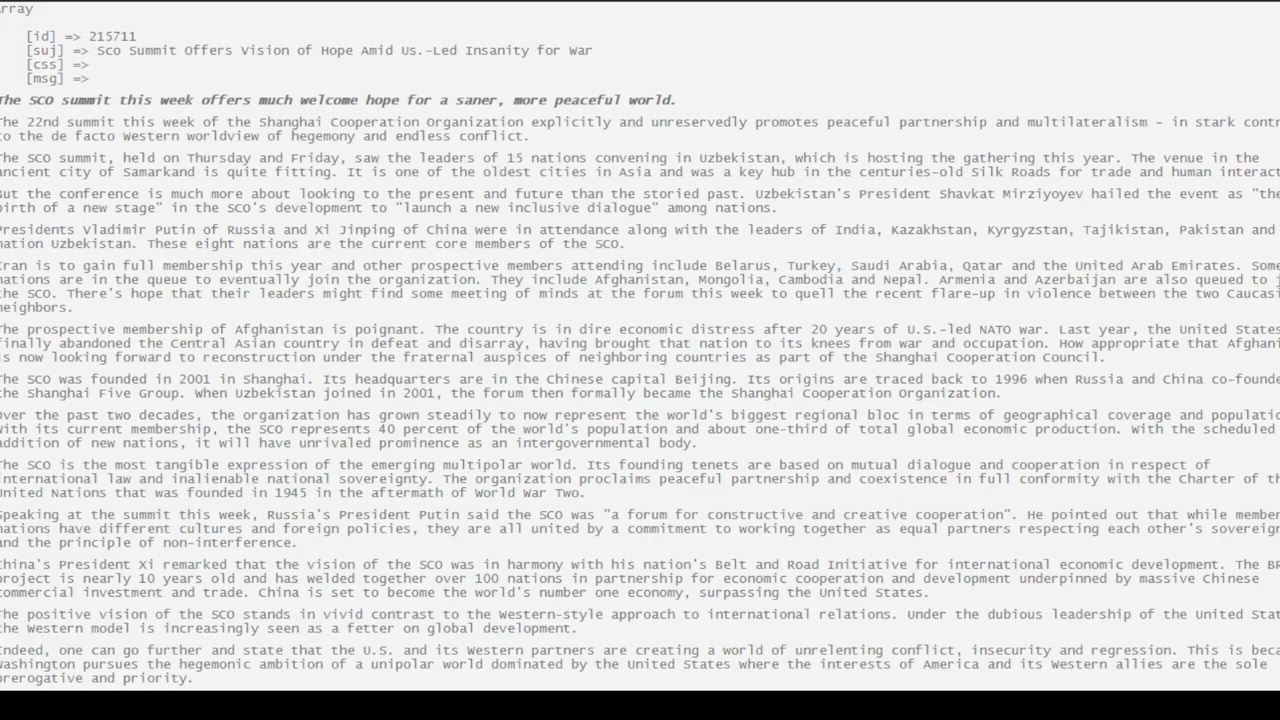 rray
[id] => 215711
[suj] => Sco Summit Offers Vision of Hope Amid Us.-Led Insanity for War
[css] =>
[msg] =>
The SCO summit this week offers much welcome hope for a saner, more peaceful world.
The 22nd summit this week of the Shanghai Cooperation Organization explicitly and unreservedly promotes peaceful partnership and multilateralism – in stark contr
to the de facto Western worldview of hegemony and endless conflict.
The SCO summit, held on Thursday and Friday, saw the leaders of 15 nations convening in Uzbekistan, which is hosting the gathering this year. The venue in the
ancient city of Samarkand is quite fitting. It is one of the oldest cities in Asia and was a key hub in the centuries-old Silk Roads for trade and human interact
But the conference is much more about looking to the present and future than the storied past. Uzbekistan's President Shavkat Mirziyoyev hailed the event as "the
birth of a new stage" in the SCO's development to "launch a new inclusive dialogue" among nations.
Presidents Vladimir Putin of Russia and Xi Jinping of China were in attendance along with the leaders of India, Kazakhstan, Kyrgyzstan, Tajikistan, Pakistan and
nation Uzbekistan. These eight nations are the current core members of the SCO.
Iran is to gain full membership this year and other prospective members attending include Belarus, Turkey, Saudi Arabia, Qatar and the United Arab Emirates. Some
nations are in the queue to eventually join the organization. They include Afghanistan, Mongolia, Cambodia and Nepal. Armenia and Azerbaijan are also queued to j
the SCO. There's hope that their leaders might find some meeting of minds at the forum this week to quell the recent flare-up in violence between the two Caucasi
neighbors.
The prospective membership of Afghanistan is poignant. The country is in dire economic distress after 20 years of U.S.-led NATO war. Last year, the United States
finally abandoned the Central Asian country in defeat and disarray, having brought that nation to its knees from war and occupation. How appropriate that Afghani
is now looking forward to reconstruction under the fraternal auspices of neighboring countries as part of the Shanghai Cooperation Council.
The SCO was founded in 2001 in Shanghai. Its headquarters are in the Chinese capital Beijing. Its origins are traced back to 1996 when Russia and China co-founde
the Shanghai Five Group. When Uzbekistan joined in 2001, the forum then formally became the Shanghai Cooperation Organization.
Over the past two decades, the organization has grown steadily to now represent the world's biggest regional bloc in terms of geographical coverage and populatio
With its current membership, the SCO represents 40 percent of the world's population and about one-third of total global economic production. With the scheduled
addition of new nations, it will have unrivaled prominence as an intergovernmental body.
The SCO is the most tangible expression of the emerging multipolar world. Its founding tenets are based on mutual dialogue and cooperation in respect of
international law and inalienable national sovereignty. The organization proclaims peaceful partnership and coexistence in full conformity with the Charter of th
United Nations that was founded in 1945 in the aftermath of World War Two.
Speaking at the summit this week, Russia's President Putin said the SCO was "a forum for constructive and creative cooperation". He pointed out that while member
nations have different cultures and foreign policies, they are all united by a commitment to working together as equal partners respecting each other's sovereign
and the principle of non-interference.
China's President Xi remarked that the vision of the SCO was in harmony with his nation's Belt and Road Initiative for international economic development. The BR
project is nearly 10 years old and has welded together over 100 nations in partnership for economic cooperation and development underpinned by massive Chinese
commercial investment and trade. China is set to become the world's number one economy, surpassing the United States.
The positive vision of the SCO stands in vivid contrast to the Western-style approach to international relations. Under the dubious leadership of the United Stat
the Western model is increasingly seen as a fetter on global development.
Indeed, one can go further and state that the U.S. and its Western partners are creating a world of unrelenting conflict, insecurity and regression. This is beca
Washington pursues the hegemonic ambition of a unipolar world dominated by the United States where the interests of America and its Western allies are the sole
prerogative and priority.